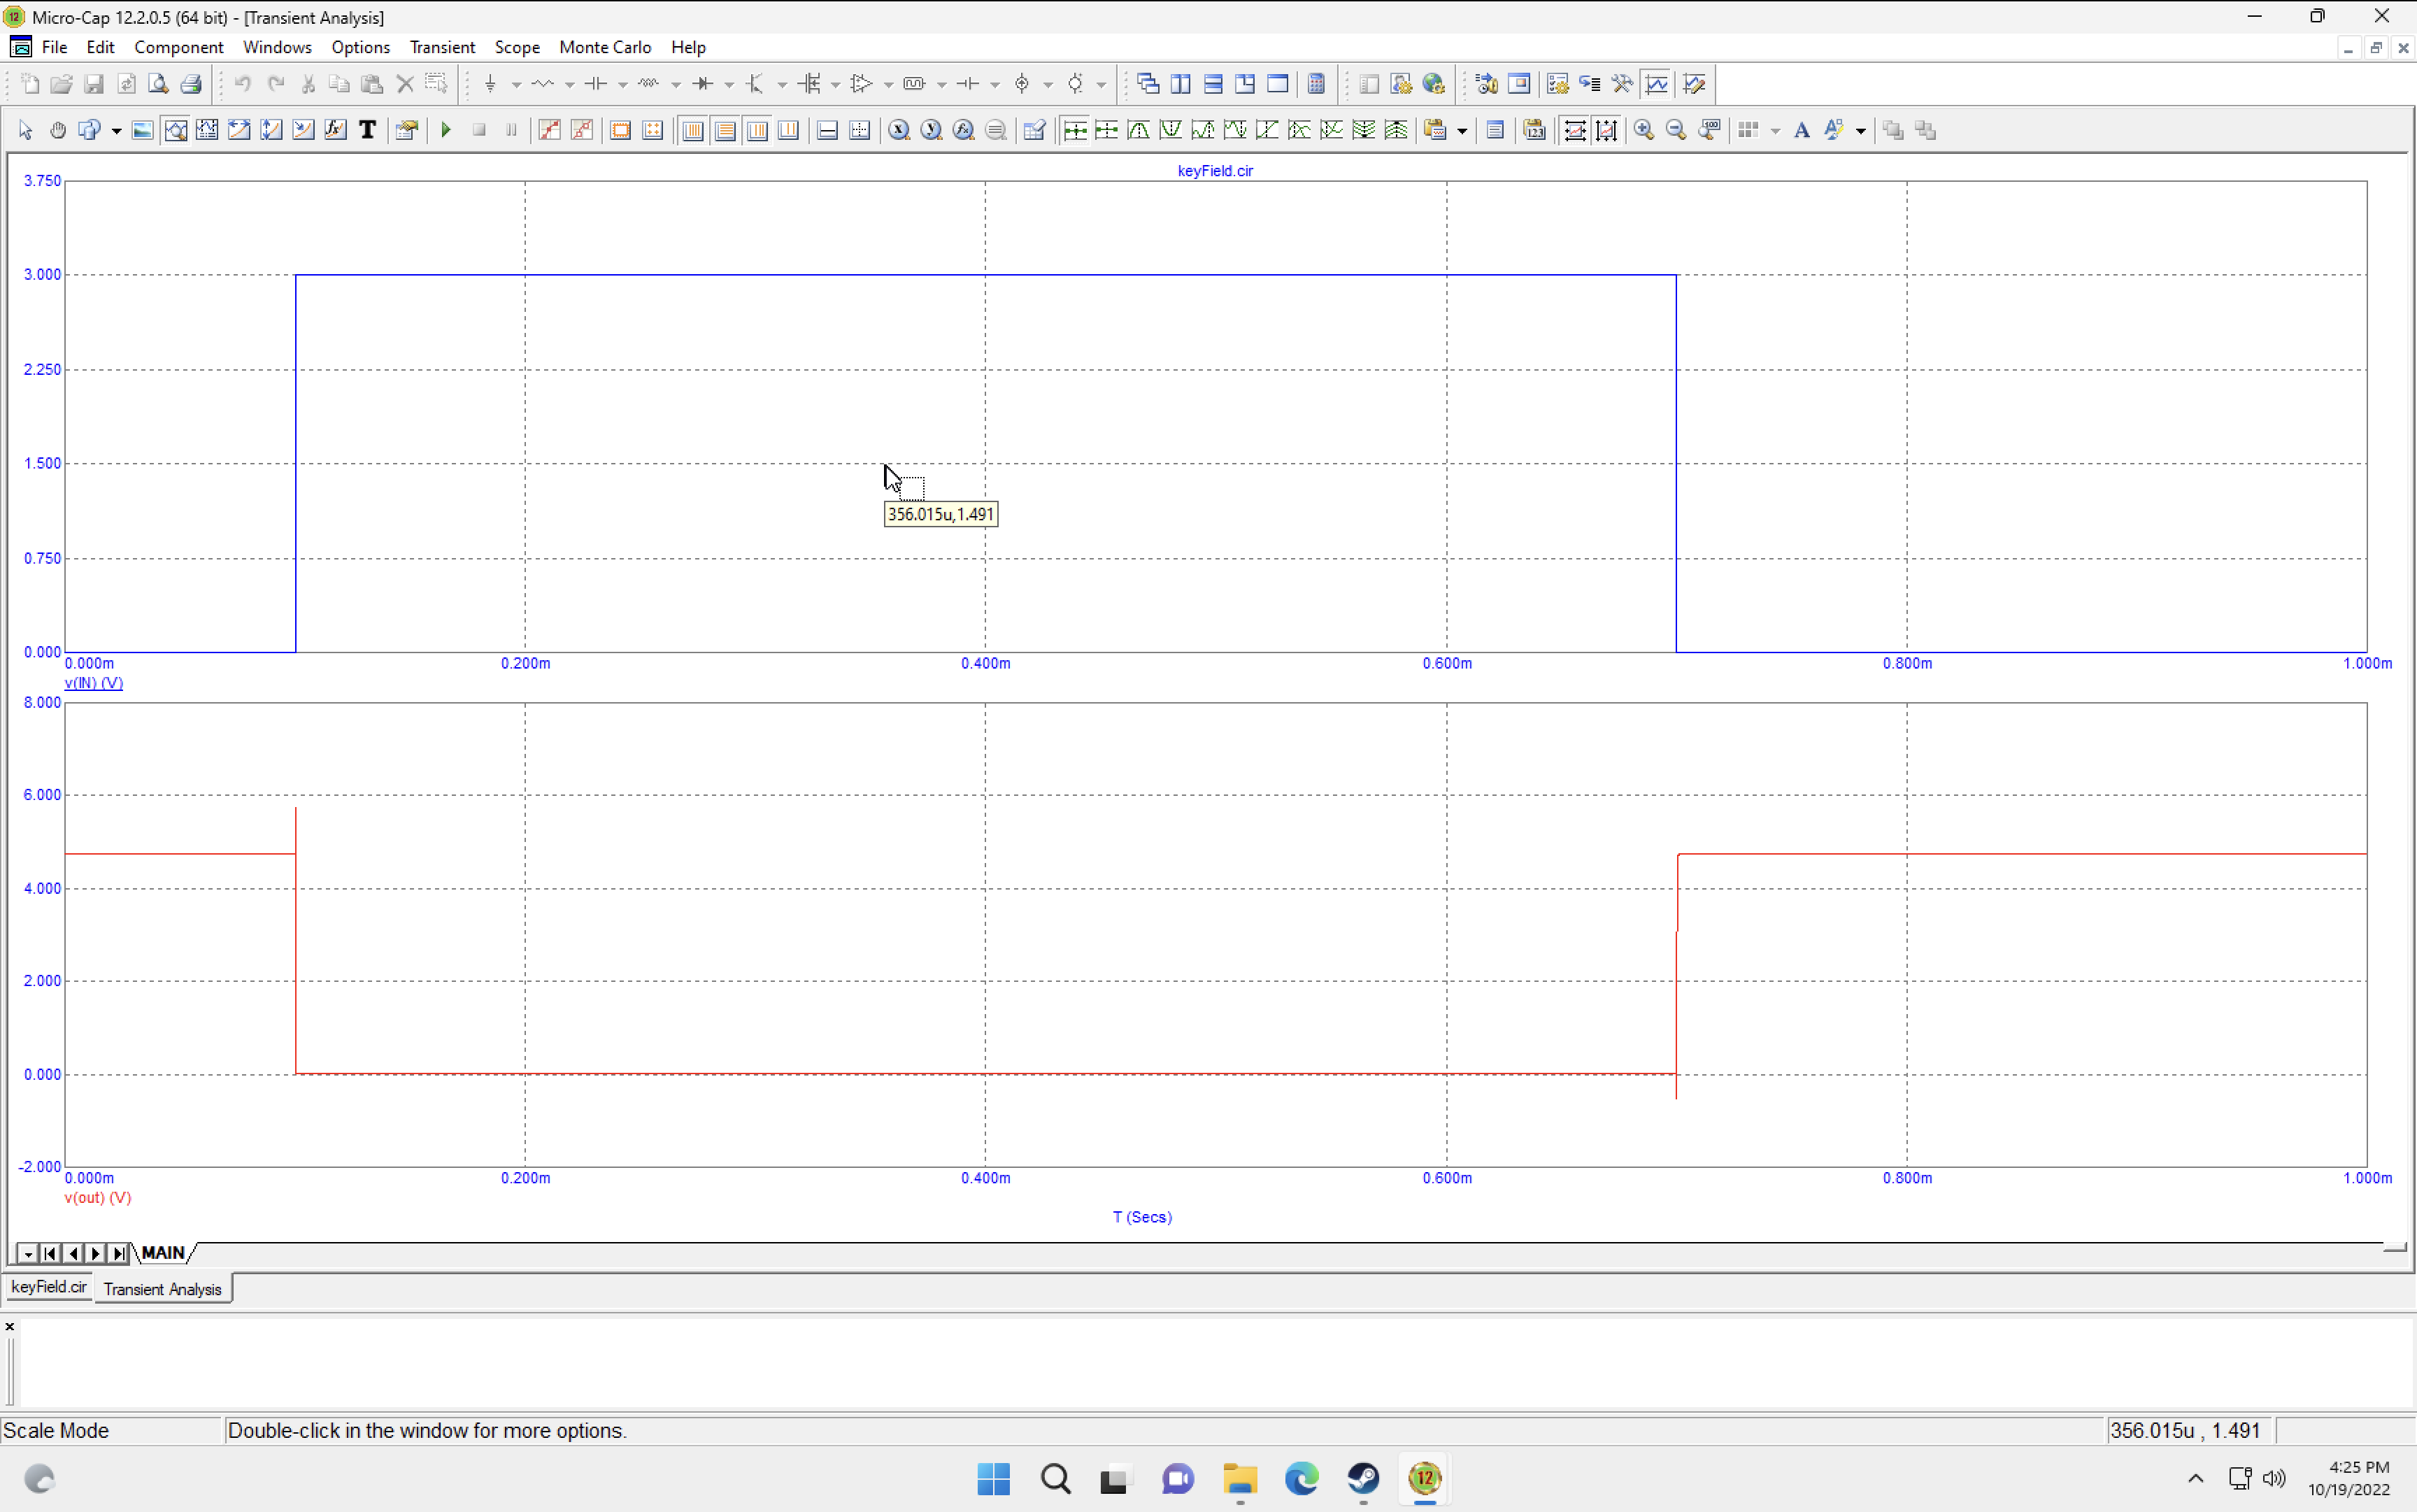 Micro-Cap 12.2.0.5 (64 bit) - [Transient Analysis]
File Edit Component Windows Options Transient Scope Monte Carlo Help
keyField.cir
3.750
3.000
2.250
1.500
356.015u,1.491
0.750
0.000
0.000m 0.200m 0.400m 0.600m 0.800m 1.000m
v(IN) (V)
8.000
6.000
4.000
2.000
0.000
-2.000
0.000m 0.200m 0.400m 0.600m 0.800m 1.000m
v(out) (V)
T (Secs)
MAIN
keyField.cir Transient Analysis
Scale Mode Double-click in the window for more options. 356.015u , 1.491
4:25 PM
10/19/2022